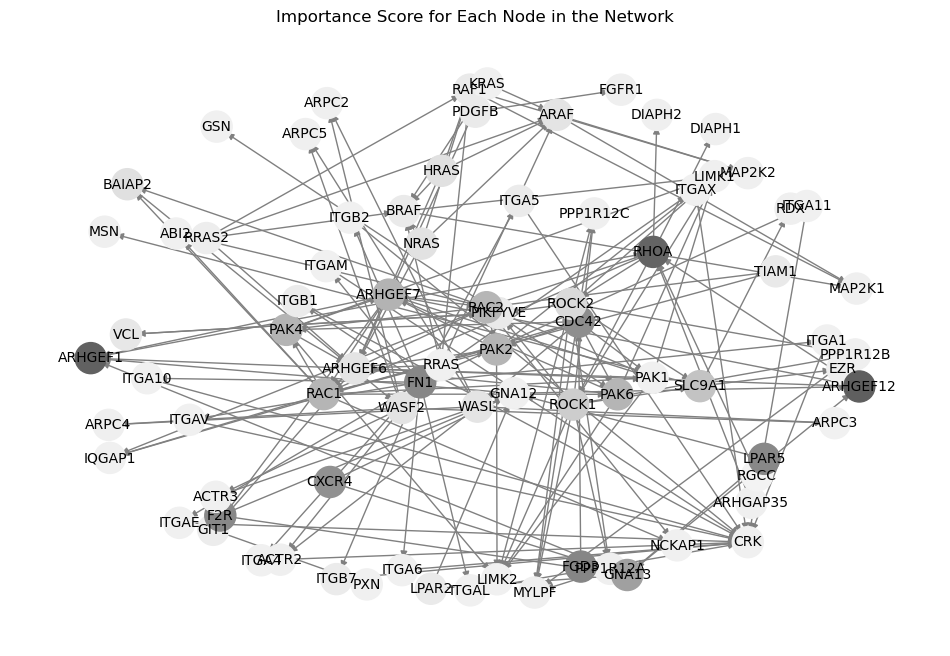 Importance Score for Each Node in the Network
KRAS
RAF1
FGFR1
ARPC2
PDGFB
ARAF
DIAPH2
GSN
ARPC5
DIAPH1
HRAS
LIMK1
MAP2K2
BAIAP2
ITGAX
ITGA5
ITGB2
BRAF
PPP1R12C
RDX
ITGA11
MSN
ABI2
RRAS2
NRAS
RHOA
ITGAM
TIAM1
MAP2K1
ARHGEF7
ITGB1
RAC2
PIKFYVE
ROCK2
CDC42
PAK4
VCL
ITGA1
PAK2
PPP1R12B
ARHGEF1
ARHGEF6
RRAS
EZR
ITGA10
FN1
PAK1
SLC9A1
ARHGEF12
RAC1
GNA12
PAK6
WASF2
WASL
ROCK1
ARPC4
ITGAV
ARPC3
IQGAP1
LPAR5
CXCR4
RGCC
ACTR3
ARHGAP35
ITGAE
F2R
GIT1
CRK
NCKAP1
ITGA4
ACTR2
ITGA6
FGD3
PPP1R12A
GNA13
ITGB7
PXN
LPAR2
ITGAL
LIMK2
MYLPF